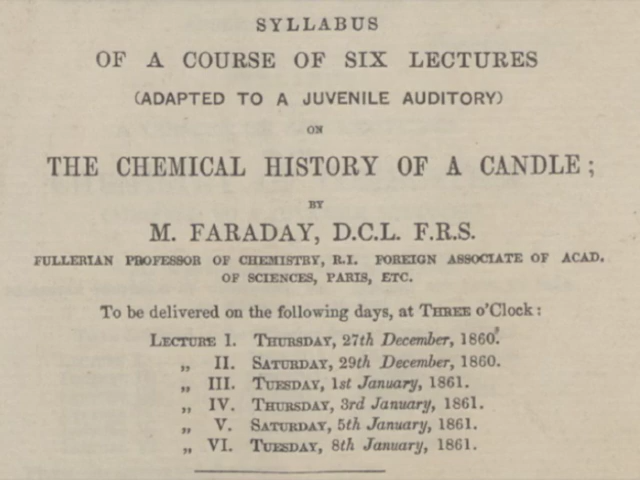 SYLLABUS
OF A COURSE OF SIX LECTURES
(ADAPTED TO A JUVENILE AUDITORY)
ON
THE CHEMICAL HISTORY OF A CANDLE;
BY
M. FARADAY, D.C.L. F.R.S.
FULLERIAN PROFESSOR OF CHEMISTRY, R.I. FOREIGN ASSOCIATE OF ACAD.
OF SCIENCES, PARIS, ETC.
To be delivered on the following days, at THREE o'Clock:
LECTURE I. THURSDAY, 27th December, 1860.
„ II. SATURDAY, 29th December, 1860.
„ III. TUESDAY, 1st January, 1861.
„ IV. THURSDAY, 3rd January, 1861.
„ V. SATURDAY, 5th January, 1861.
„ VI. TUESDAY, 8th January, 1861.